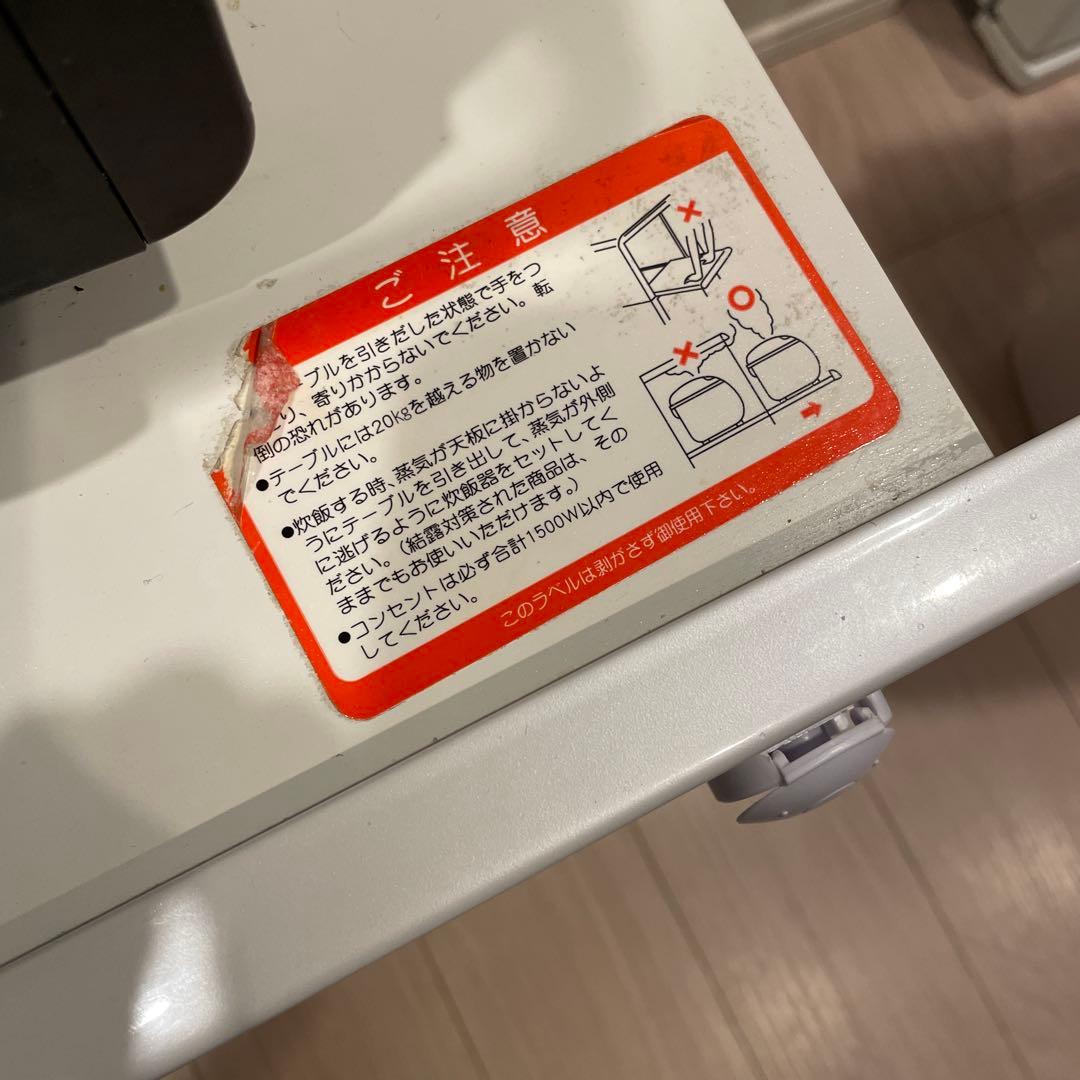 ご注意
ーブルを引きだした状態で手をつ
り、寄りかからないでください。転
倒の恐れがあります。
●テーブルには20kgを越える物を置かない
でください。
●炊飯する時、蒸気が天板に掛からないよ
うにテーブルを引き出して、蒸気が外側
に逃げるように炊飯器をセットしてく
ださい。（結露対策された商品は、その
ままでもお使いいただけます。）
●コンセントは必ず合計1500W以内で使用
してください。
このラベルは剥がさず御使用下さい。